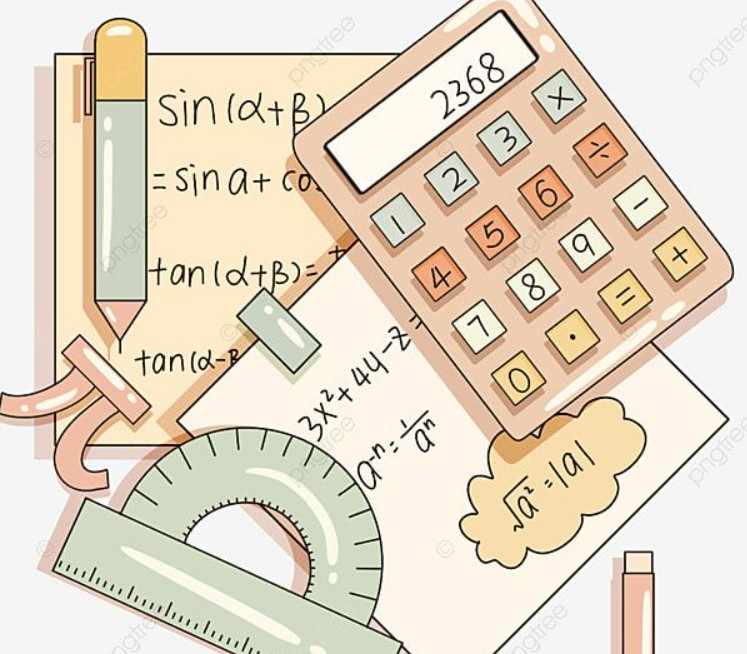 sin(α+β)
= sin α + co
tan(α+β)=
tan(α-β
2368
1 2 3 ×
4 5 6 ÷
7 8 9 −
0 . = +
3x²+4y-z=
a⁻ⁿ=1/aⁿ
√a²=|a|
pngtree